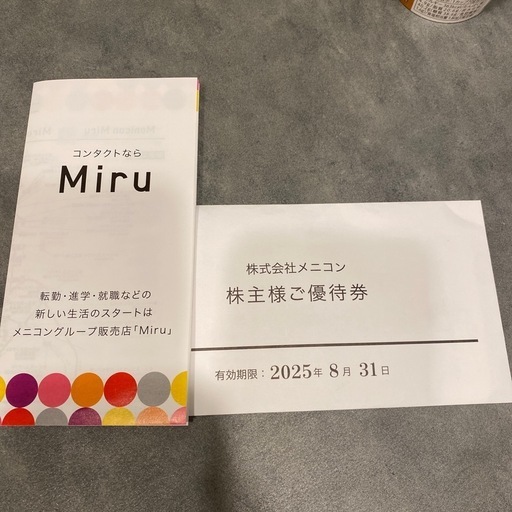 コンタクトなら
Miru
転勤・進学・就職などの
新しい生活のスタートは
メニコングループ販売店「Miru」
株式会社メニコン
株主様ご優待券
有効期限：2025年 8月 31日